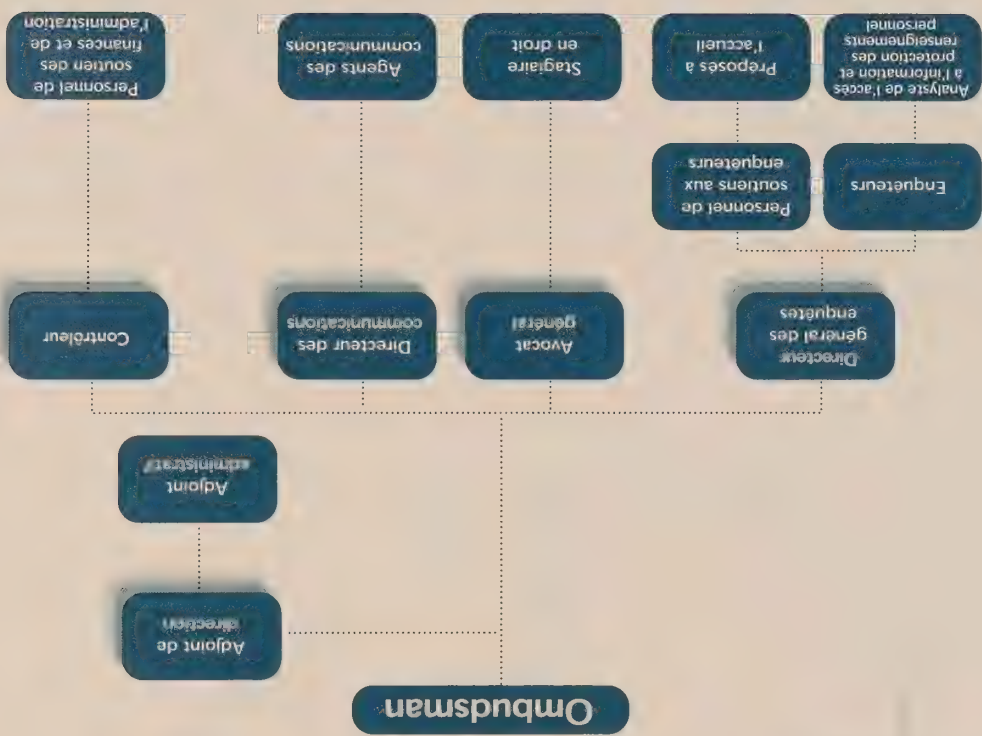 Ombudsman
Adjoint de
direction
Adjoint
administratif
Directeur
général des
enquêtes
Avocat
général
Directeur des
communications
Contrôleur
Enquêteurs
Personnel de
soutiens aux
enquêteurs
Analyste de l'accès
à l'information et
protection des
renseignements
personnel
Préposés à
l'accueil
Stagiaire
en droit
Agents des
communications
Personnel de
soutien des
finances et de
l'administration